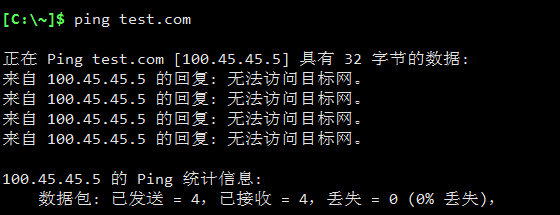 [C:\~]$ ping test.com
正在 Ping test.com [100.45.45.5] 具有 32 字节的数据:
来自 100.45.45.5 的回复: 无法访问目标网。
来自 100.45.45.5 的回复: 无法访问目标网。
来自 100.45.45.5 的回复: 无法访问目标网。
来自 100.45.45.5 的回复: 无法访问目标网。
100.45.45.5 的 Ping 统计信息:
数据包: 已发送 = 4，已接收 = 4，丢失 = 0 (0% 丢失)，